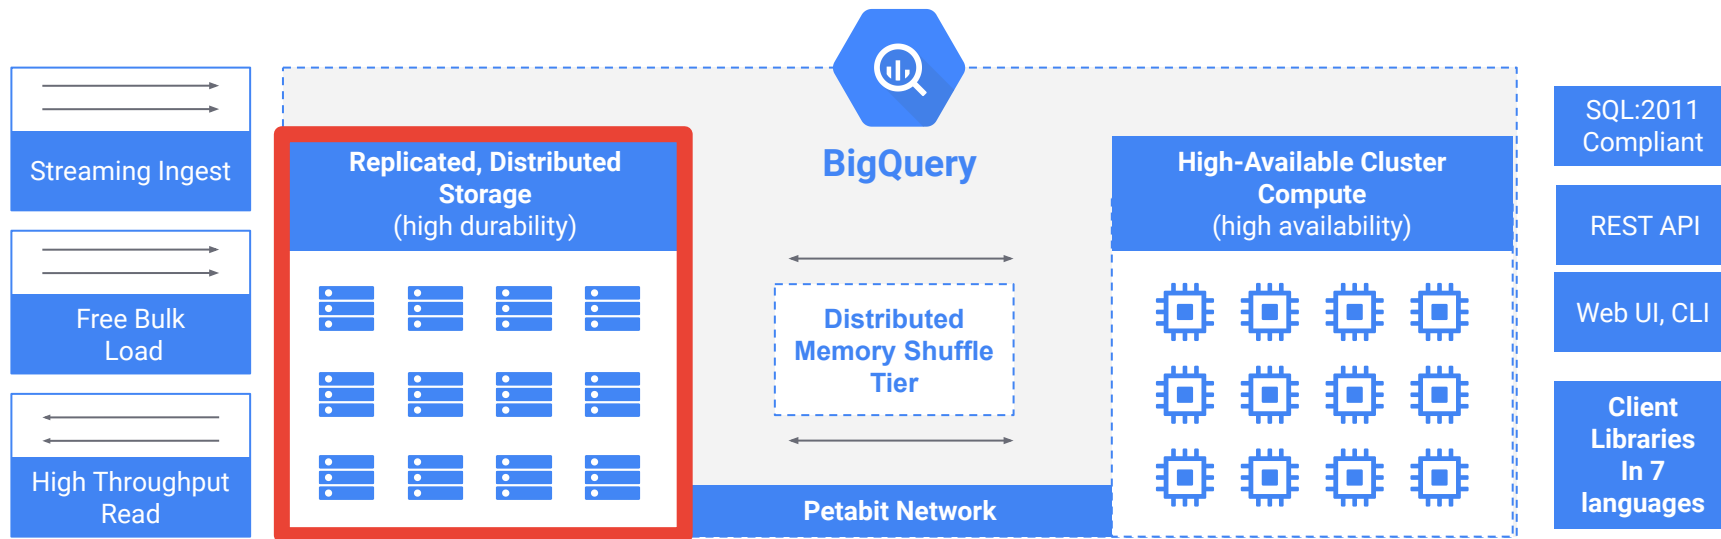 Streaming Ingest
Free Bulk
Load
High Throughput
Read
Replicated, Distributed
Storage
(high durability)
BigQuery
Distributed
Memory Shuffle
Tier
Petabit Network
High-Available Cluster
Compute
(high availability)
SQL:2011
Compliant
REST API
Web UI, CLI
Client
Libraries
In 7
languages